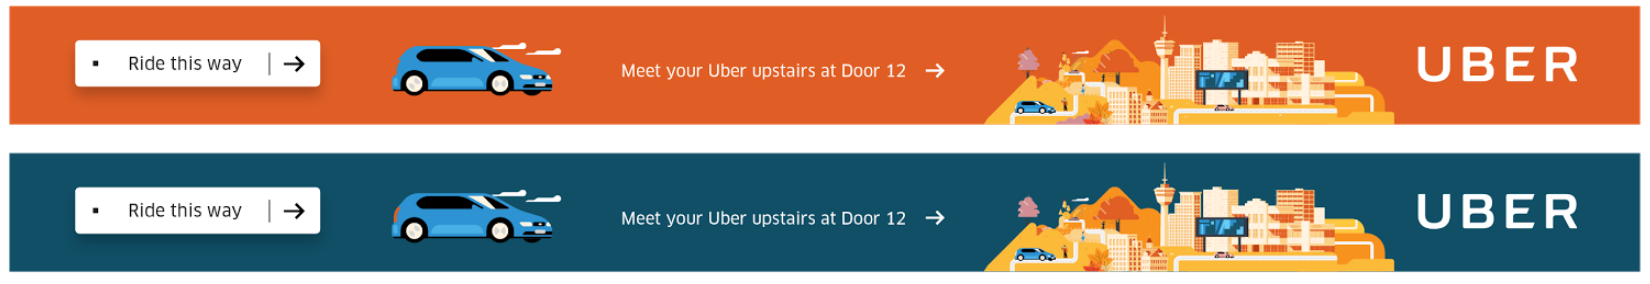 Ride this way →
Meet your Uber upstairs at Door 12 →
UBER
Ride this way →
Meet your Uber upstairs at Door 12 →
UBER